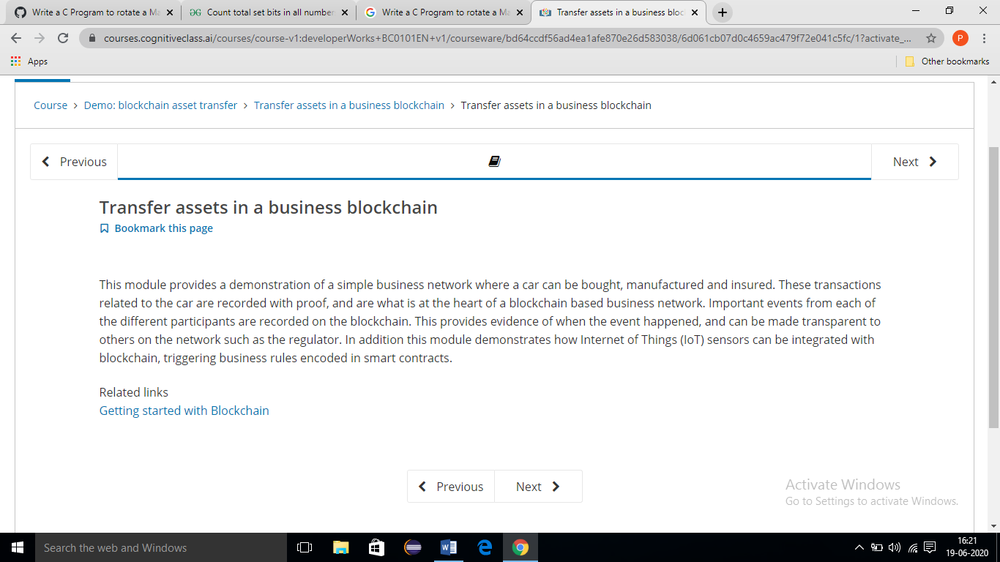 Write a C Program to rotate a Ma
Count total set bits in all number
Write a C Program to rotate a Ma
Transfer assets in a business bloc
courses.cognitiveclass.ai/courses/course-v1:developerWorks+BC0101EN+v1/courseware/bd64ccdf56ad4ea1afe870e26d583038/6d061cb07d0c4659ac479f72e041c5fc/1?activate_...
P
Apps
Other bookmarks
Course > Demo: blockchain asset transfer > Transfer assets in a business blockchain > Transfer assets in a business blockchain
Previous
Next
Transfer assets in a business blockchain
Bookmark this page
This module provides a demonstration of a simple business network where a car can be bought, manufactured and insured. These transactions
related to the car are recorded with proof, and are what is at the heart of a blockchain based business network. Important events from each of
the different participants are recorded on the blockchain. This provides evidence of when the event happened, and can be made transparent to
others on the network such as the regulator. In addition this module demonstrates how Internet of Things (IoT) sensors can be integrated with
blockchain, triggering business rules encoded in smart contracts.
Related links
Getting started with Blockchain
Previous
Next
Activate Windows
Go to Settings to activate Windows.
Search the web and Windows
16:21
19-06-2020